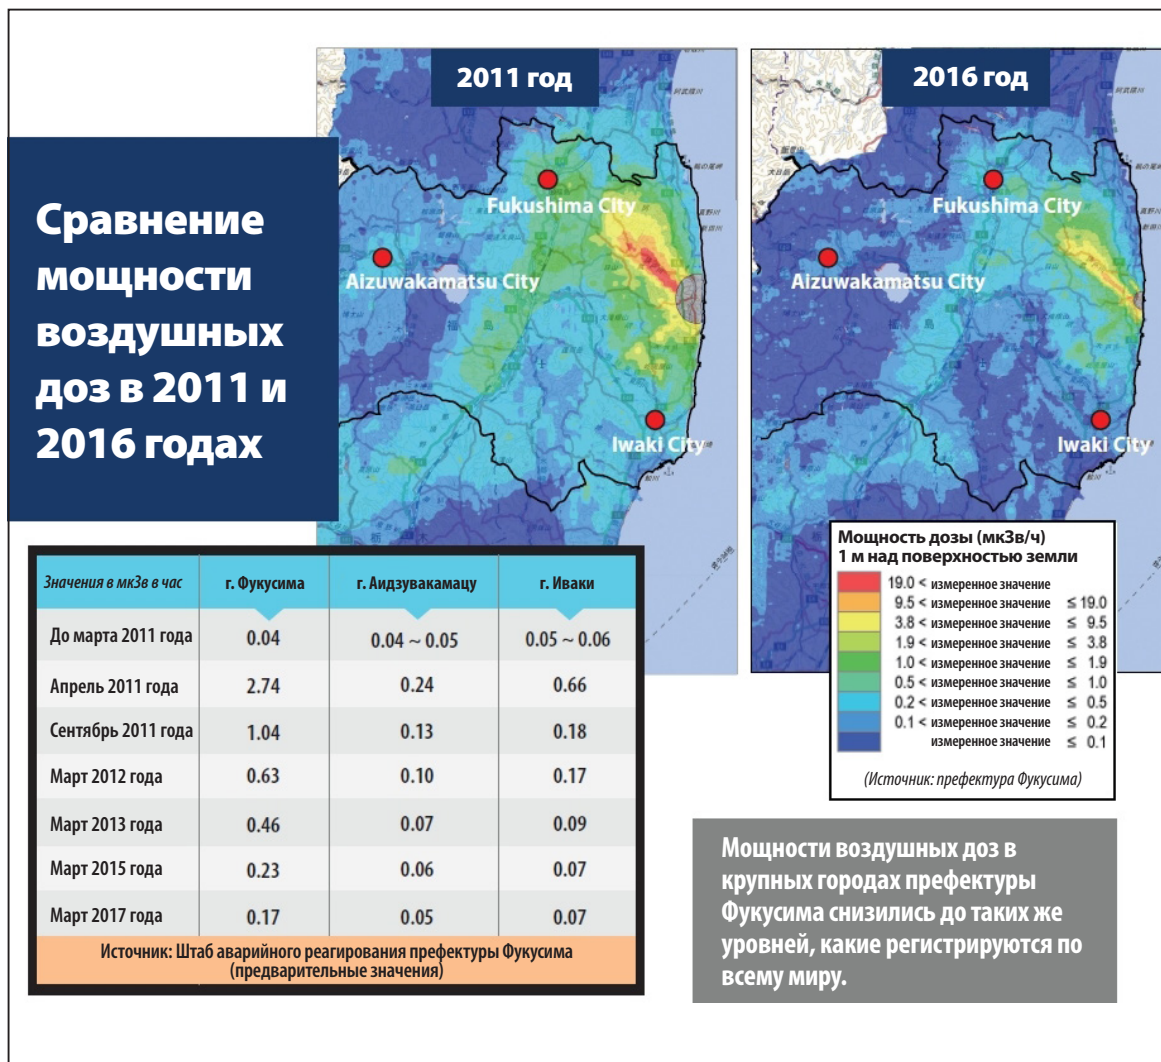 2011 год
2016 год
Сравнение
мощности
воздушных
доз в 2011 и
2016 годах
Fukushima City
Aizuwakamatsu City
Iwaki City
Fukushima City
Aizuwakamatsu City
Iwaki City
Значения в мкЗв в час г. Фукусима г. Аидзувакамацу г. Иваки
До марта 2011 года 0.04 0.04 ~ 0.05 0.05 ~ 0.06
Апрель 2011 года 2.74 0.24 0.66
Сентябрь 2011 года 1.04 0.13 0.18
Март 2012 года 0.63 0.10 0.17
Март 2013 года 0.46 0.07 0.09
Март 2015 года 0.23 0.06 0.07
Март 2017 года 0.17 0.05 0.07
Источник: Штаб аварийного реагирования префектуры Фукусима
(предварительные значения)
Мощность дозы (мкЗв/ч)
1 м над поверхностью земли
19.0 < измеренное значение
9.5 < измеренное значение ≤ 19.0
3.8 < измеренное значение ≤ 9.5
1.9 < измеренное значение ≤ 3.8
1.0 < измеренное значение ≤ 1.9
0.5 < измеренное значение ≤ 1.0
0.2 < измеренное значение ≤ 0.5
0.1 < измеренное значение ≤ 0.2
измеренное значение ≤ 0.1
(Источник: префектура Фукусима)
Мощности воздушных доз в
крупных городах префектуры
Фукусима снизились до таких же
уровней, какие регистрируются по
всему миру.